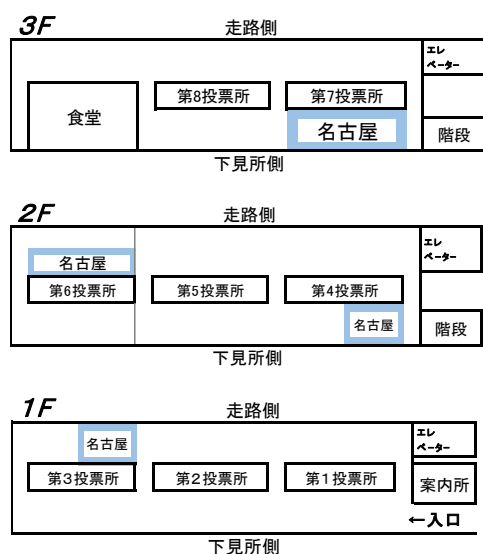 3F
走路側
エレ
ベーター
第8投票所
第7投票所
食堂
名古屋
階段
下見所側
2F
走路側
エレ
ベーター
名古屋
第6投票所
第5投票所
第4投票所
名古屋
階段
下見所側
1F
走路側
エレ
ベーター
名古屋
第3投票所
第2投票所
第1投票所
案内所
←入口
下見所側